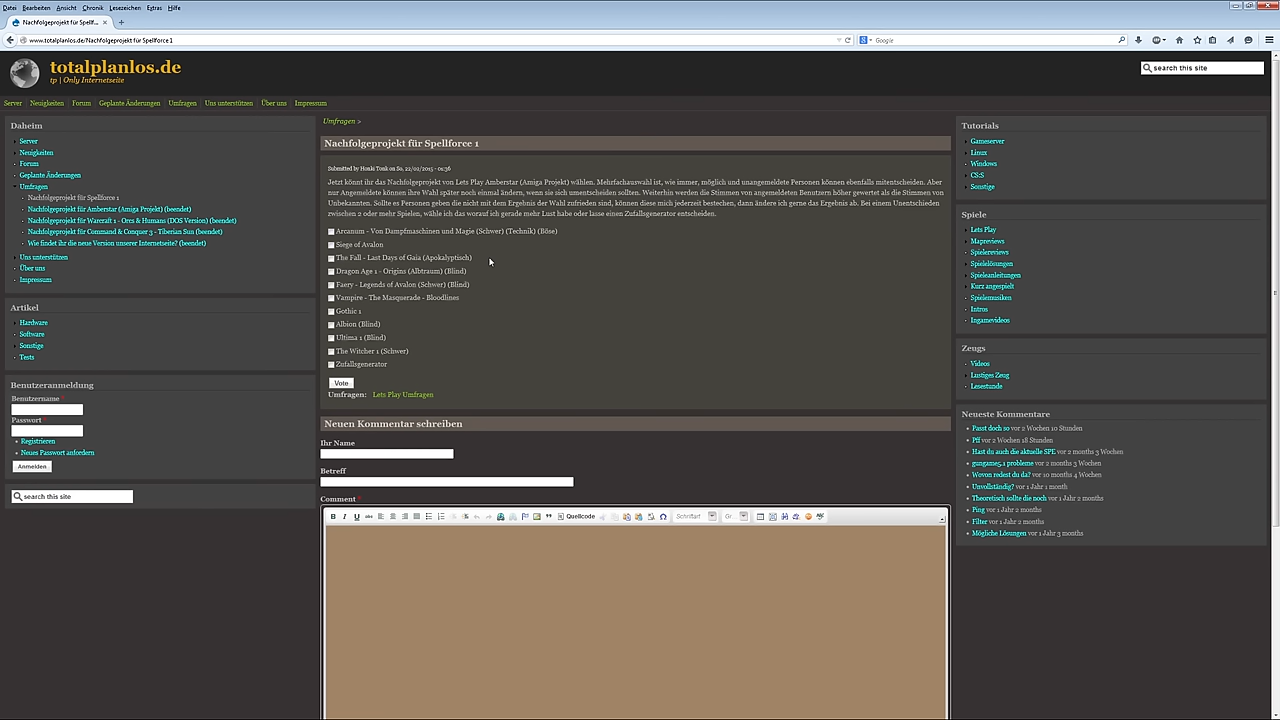 Datei Bearbeiten Ansicht Chronik Lesezeichen Extras Hilfe
Nachfolgeprojekt für Spellf...
www.totalplanlos.de/Nachfolgeprojekt für Spellforce 1
Google
totalplanlos.de
tp | Only Internetseite
search this site
Server Neuigkeiten Forum Geplante Änderungen Umfragen Uns unterstützen Über uns Impressum
Daheim
Server
Neuigkeiten
Forum
Geplante Änderungen
Umfragen
Nachfolgeprojekt für Spellforce 1
Nachfolgeprojekt für Amberstar (Amiga Projekt) (beendet)
Nachfolgeprojekt für Warcraft 1 - Orcs & Humans (DOS Version) (beendet)
Nachfolgeprojekt für Command & Conquer 3 - Tiberian Sun (beendet)
Wie findet ihr die neue Version unserer Internetseite? (beendet)
Uns unterstützen
Über uns
Impressum
Artikel
Hardware
Software
Sonstige
Tests
Benutzeranmeldung
Benutzername *
Passwort *
Registrieren
Neues Passwort anfordern
Anmelden
search this site
Umfragen >
Nachfolgeprojekt für Spellforce 1
Submitted by Honki Tonk on So, 22/02/2015 - 01:36
Jetzt könnt ihr das Nachfolgeprojekt von Lets Play Amberstar (Amiga Projekt) wählen. Mehrfachauswahl ist, wie immer, möglich und unangemeldete Personen können ebenfalls mitentscheiden. Aber
nur Angemeldete können ihre Wahl später noch einmal ändern, wenn sie sich umentscheiden sollten. Weiterhin werden die Stimmen von angemeldeten Benutzern höher gewertet als die Stimmen von
Unbekannten. Sollte es Personen geben die nicht mit dem Ergebnis der Wahl zufrieden sind, können diese mich jederzeit bestechen, dann ändere ich gerne das Ergebnis ab. Bei einem Unentschieden
zwischen 2 oder mehr Spielen, wähle ich das worauf ich gerade mehr Lust habe oder lasse einen Zufallsgenerator entscheiden.
Arcanum - Von Dampfmaschinen und Magie (Schwer) (Technik) (Böse)
Siege of Avalon
The Fall - Last Days of Gaia (Apokalyptisch)
Dragon Age 1 - Origins (Albtraum) (Blind)
Faery - Legends of Avalon (Schwer) (Blind)
Vampire - The Masquerade - Bloodlines
Gothic 1
Albion (Blind)
Ultima 1 (Blind)
The Witcher 1 (Schwer)
Zufallsgenerator
Vote
Umfragen: Lets Play Umfragen
Neuen Kommentar schreiben
Ihr Name
Betreff
Comment *
Quellcode
Schriftart
Gr...
Tutorials
Gameserver
Linux
Windows
CS:S
Sonstige
Spiele
Lets Play
Mapreviews
Spielereviews
Spielelösungen
Spieleanleitungen
Kurz angespielt
Spielemusiken
Intros
Ingamevideos
Zeugs
Videos
Lustiges Zeug
Lesestunde
Neueste Kommentare
Passt doch so vor 2 Wochen 10 Stunden
Pff vor 2 Wochen 18 Stunden
Hast du auch die aktuelle SPE vor 2 months 3 Wochen
gungame5.1 probleme vor 2 months 3 Wochen
Wovon redest du da? vor 10 months 4 Wochen
Unvollständig? vor 1 Jahr 1 month
Theoretisch sollte die noch vor 1 Jahr 2 months
Ping vor 1 Jahr 2 months
Filter vor 1 Jahr 2 months
Mögliche Lösungen vor 1 Jahr 3 months